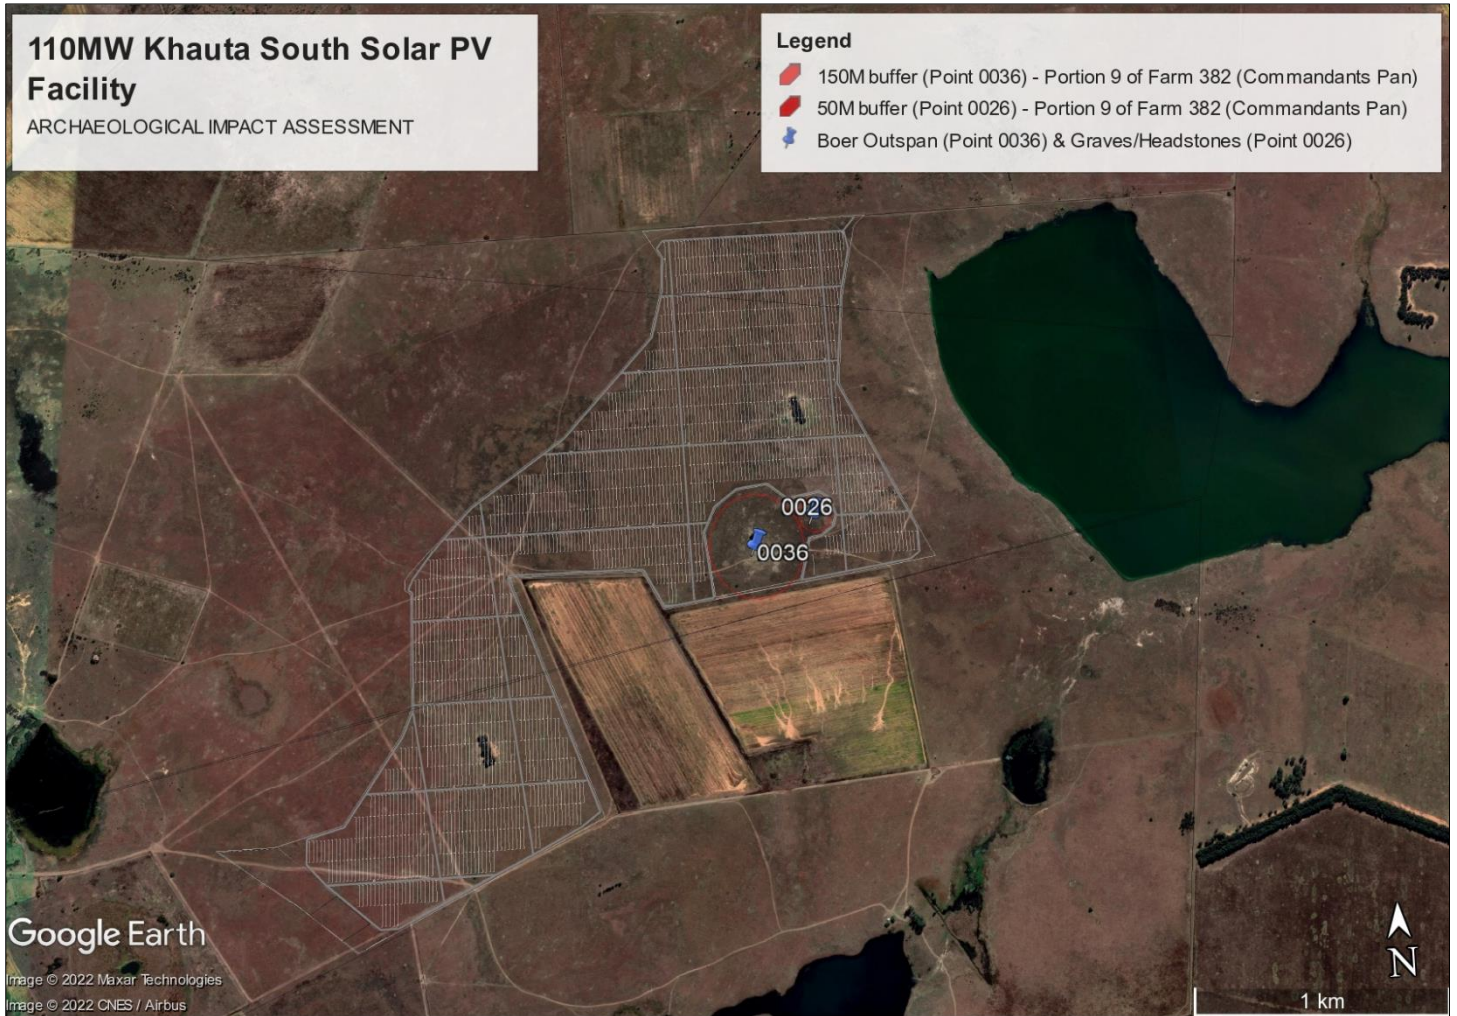 110MW Khauta South Solar PV
Facility
ARCHAEOLOGICAL IMPACT ASSESSMENT
Legend
150M buffer (Point 0036) - Portion 9 of Farm 382 (Commandants Pan)
50M buffer (Point 0026) - Portion 9 of Farm 382 (Commandants Pan)
Boer Outspan (Point 0036) & Graves/Headstones (Point 0026)
0026
0036
Google Earth
Image © 2022 Maxar Technologies
Image © 2022 CNES / Airbus
N
1 km